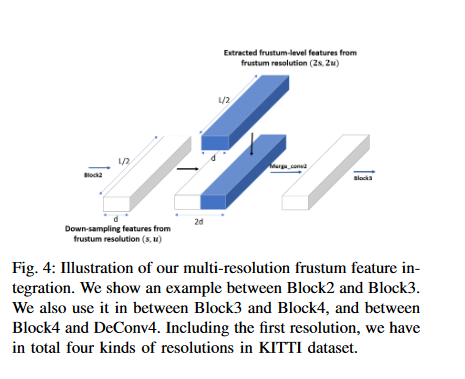 Extracted frustum-level features from
frustum resolution (2s, 2u)
L/2
L/2
d
Block2
Merge_conv2
Block3
d
2d
Down-sampling features from
frustum resolution (s, u)
Fig. 4: Illustration of our multi-resolution frustum feature in-
tegration. We show an example between Block2 and Block3.
We also use it in between Block3 and Block4, and between
Block4 and DeConv4. Including the first resolution, we have
in total four kinds of resolutions in KITTI dataset.